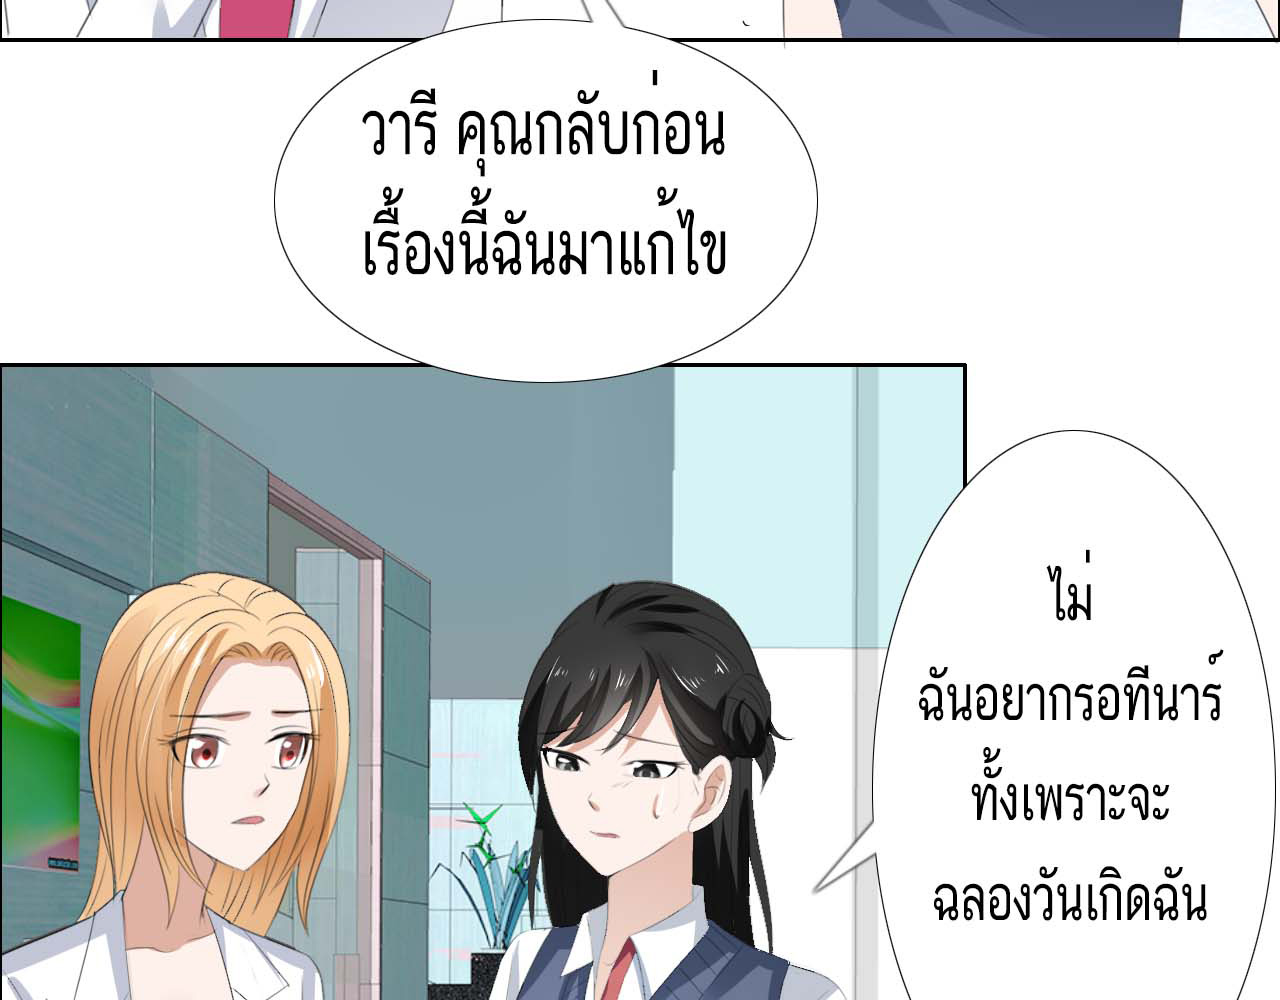 วารี คุณกลับก่อน
เรื่องนี้ฉันมาแก้ไข
ไม่
ฉันอยากรอทีนาร์
ทั้งเพราะจะ
ฉลองวันเกิดฉัน